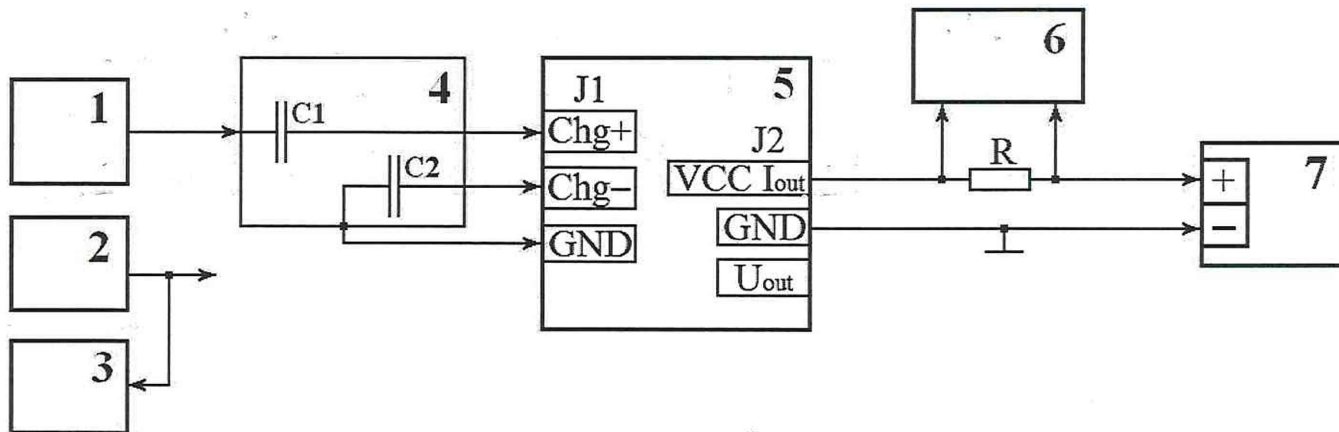 1
2
3
4
C1
C2
5
J1
Chg+
Chg−
GND
J2
VCC Iout
GND
Uout
6
R
7
+
−